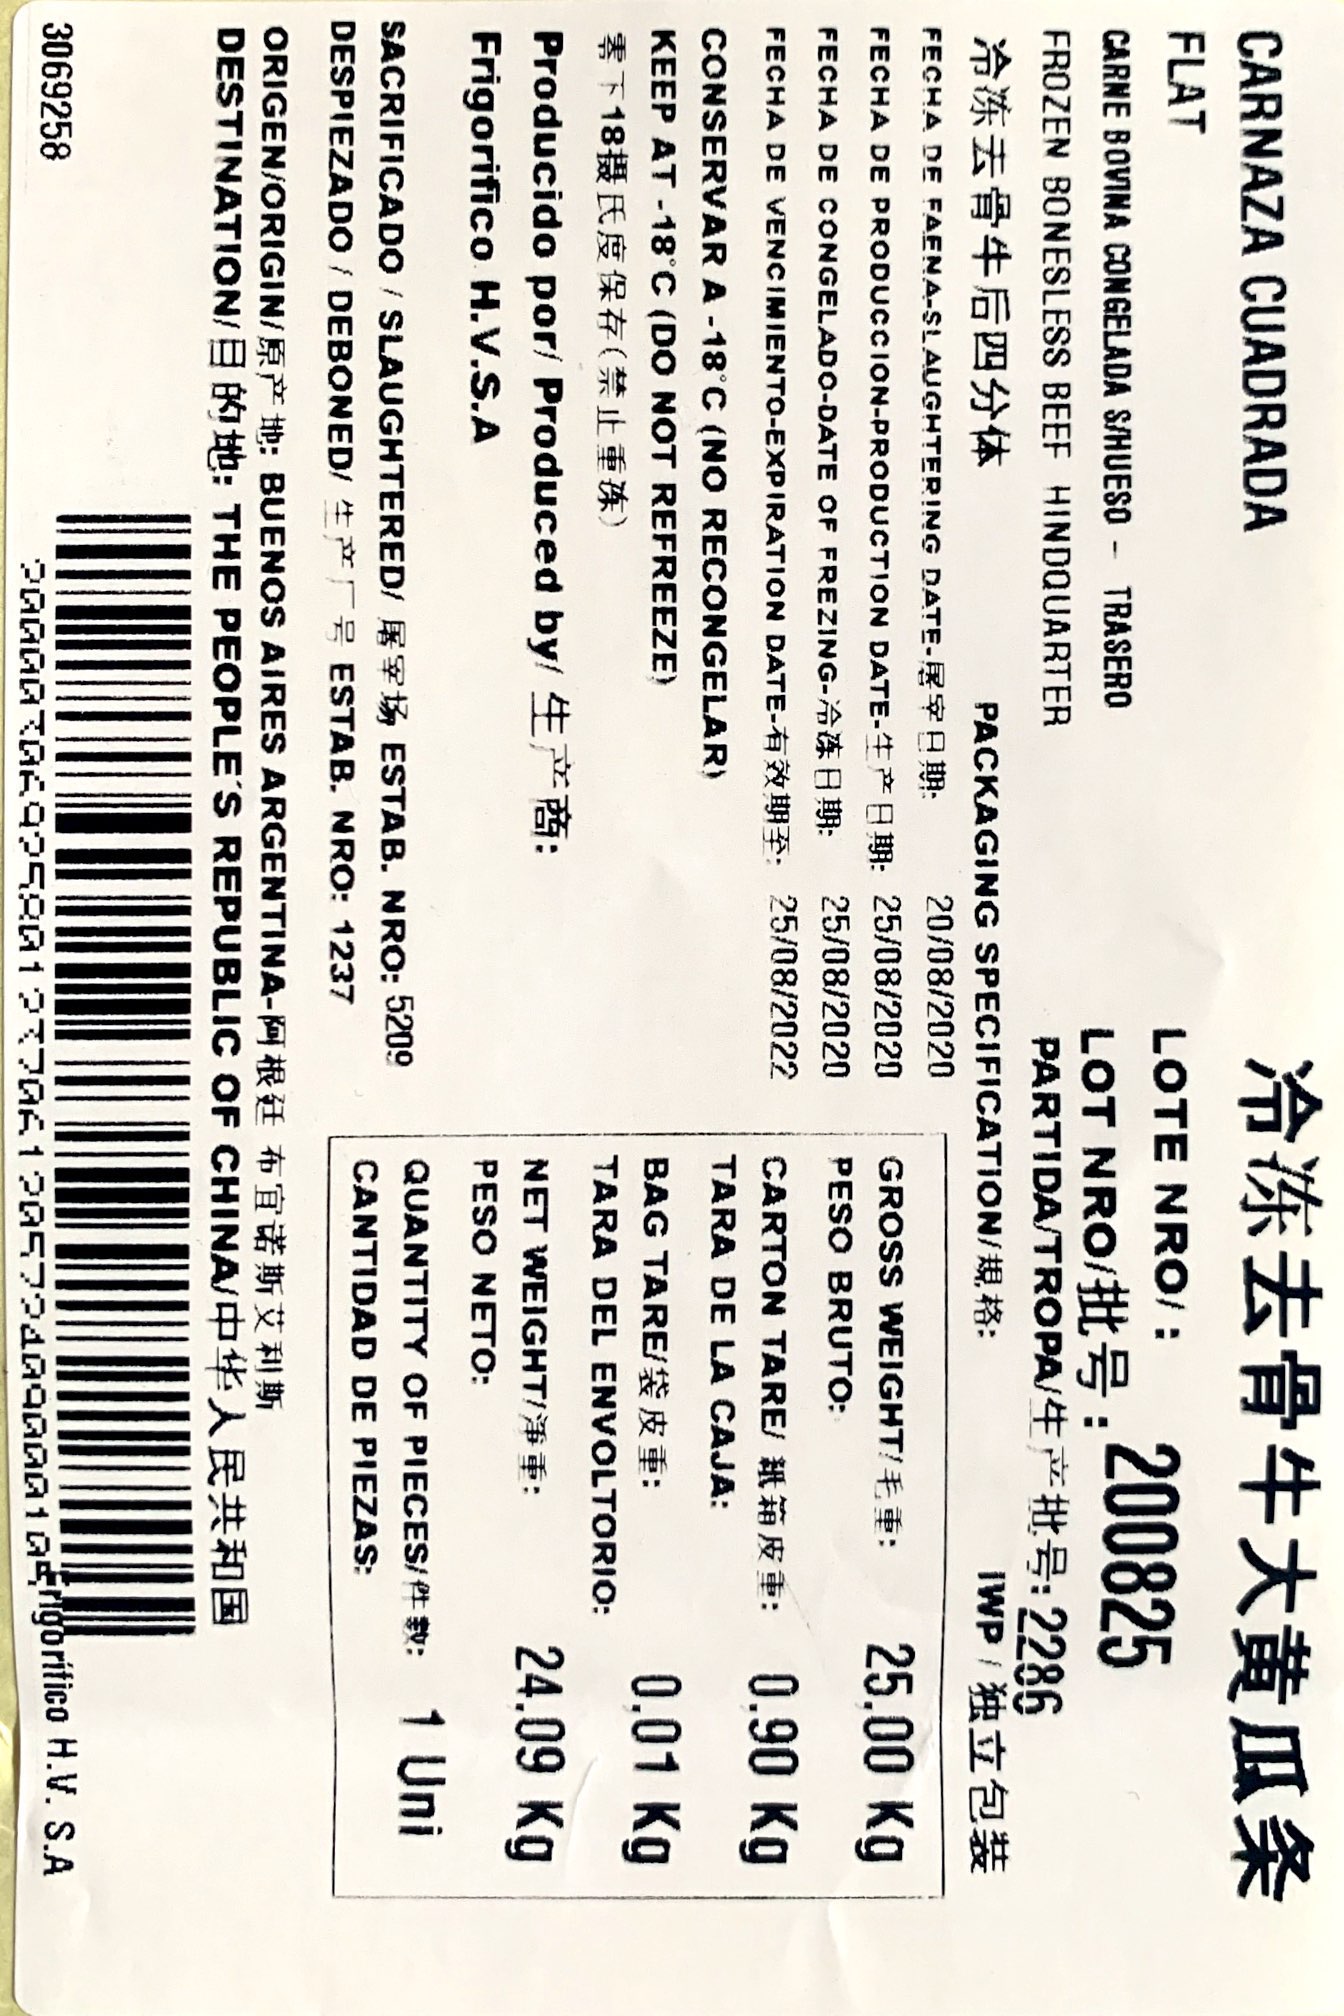 CARNAZA CUADRADA 冷冻去骨牛大黄瓜条
FLAT
LOTE NRO/ :
LOT NRO/批号 : 200825
CARNE BOVINA CONGELADA S/HUESO - TRASERO
FROZEN BONESLESS BEEF HINDQUARTER
PARTIDA/TROPA/生产批号: 2286
冷冻去骨牛后四分体
PACKAGING SPECIFICATION/规格: IWP / 独立包装
FECHA DE FAENA-SLAUGHTERING DATE-屠宰日期: 20/08/2020
FECHA DE PRODUCCION-PRODUCTION DATE-生产日期: 25/08/2020
FECHA DE CONGELADO-DATE OF FREZING-冷冻日期: 25/08/2020
FECHA DE VENCIMIENTO-EXPIRATION DATE-有效期至: 25/08/2022
CONSERVAR A -18°C (NO RECONGELAR)
KEEP AT -18°C (DO NOT REFREEZE)
零下18摄氏度保存(禁止重冻)
Producido por/ Produced by/ 生产商:
Frigorifico H.V.S.A
SACRIFICADO / SLAUGHTERED/ 屠宰场 ESTAB. NRO: 5209
DESPIEZADO / DEBONED/ 生产厂号 ESTAB. NRO: 1237
GROSS WEIGHT/毛重: 25,00 Kg
PESO BRUTO:
CARTON TARE/ 紙箱皮重: 0,90 Kg
TARA DE LA CAJA:
BAG TARE/袋皮重: 0,01 Kg
TARA DEL ENVOLTORIO:
NET WEIGHT/淨重: 24,09 Kg
PESO NETO:
QUANTITY OF PIECES/件數: 1 Uni
CANTIDAD DE PIEZAS:
ORIGEN/ORIGIN/原产地: BUENOS AIRES ARGENTINA-阿根廷 布宜诺斯艾利斯
DESTINATION/目的地: THE PEOPLE'S REPUBLIC OF CHINA/中华人民共和国
3069258
Frigorífico H.V. S.A